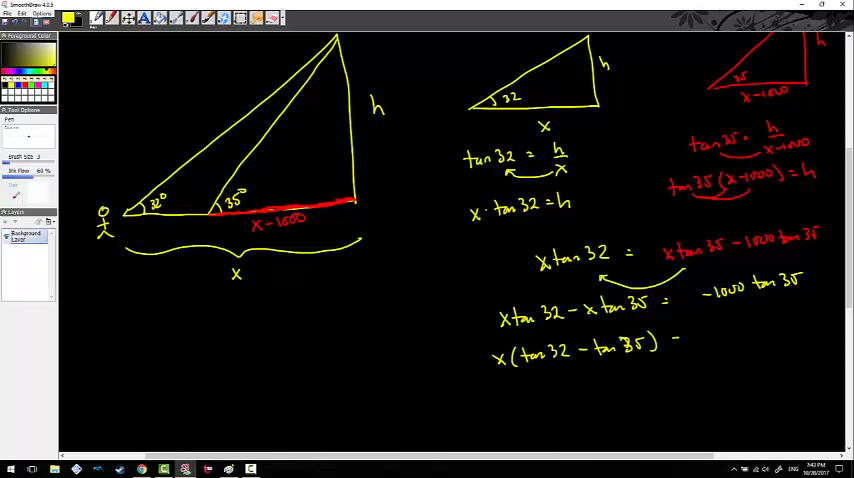 SmoothDraw 4.0.5
File Edit Options
Foreground Color
Tool Options
Pen
Brush Size 3
Ink Flow 60 %
Layers
Background Layer
32°
35°
h
x-1000
x
32
h
x
tan 32 = h/x
x · tan 32 = h
35
h
x-1000
tan 35 = h/x-1000
tan 35 (x-1000) = h
x tan 32 = x tan 35 - 1000 tan 35
x tan 32 - x tan 35 = -1000 tan 35
x (tan 32 - tan 35) =
7:43 PM
10/28/2017